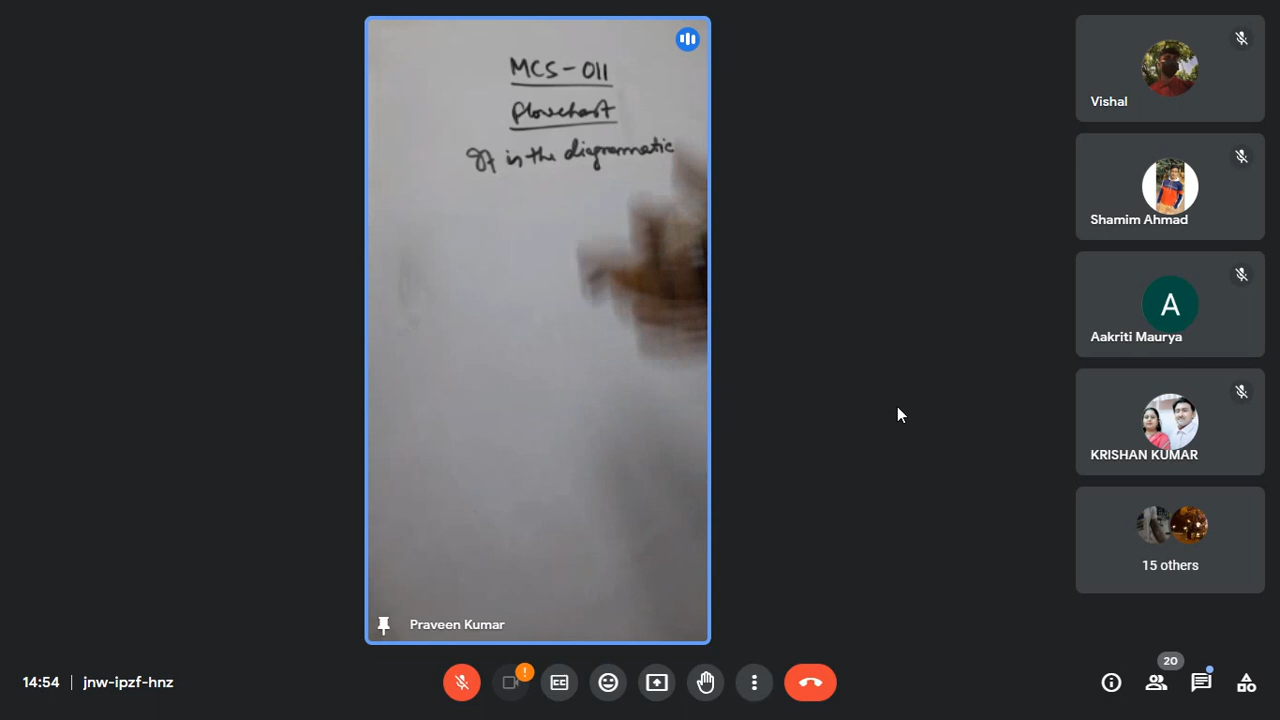 MCS-011
Flowchart
It is the diagrammatic
Praveen Kumar
Vishal
Shamim Ahmad
A
Aakriti Maurya
KRISHAN KUMAR
15 others
14:54 | jnw-ipzf-hnz
20